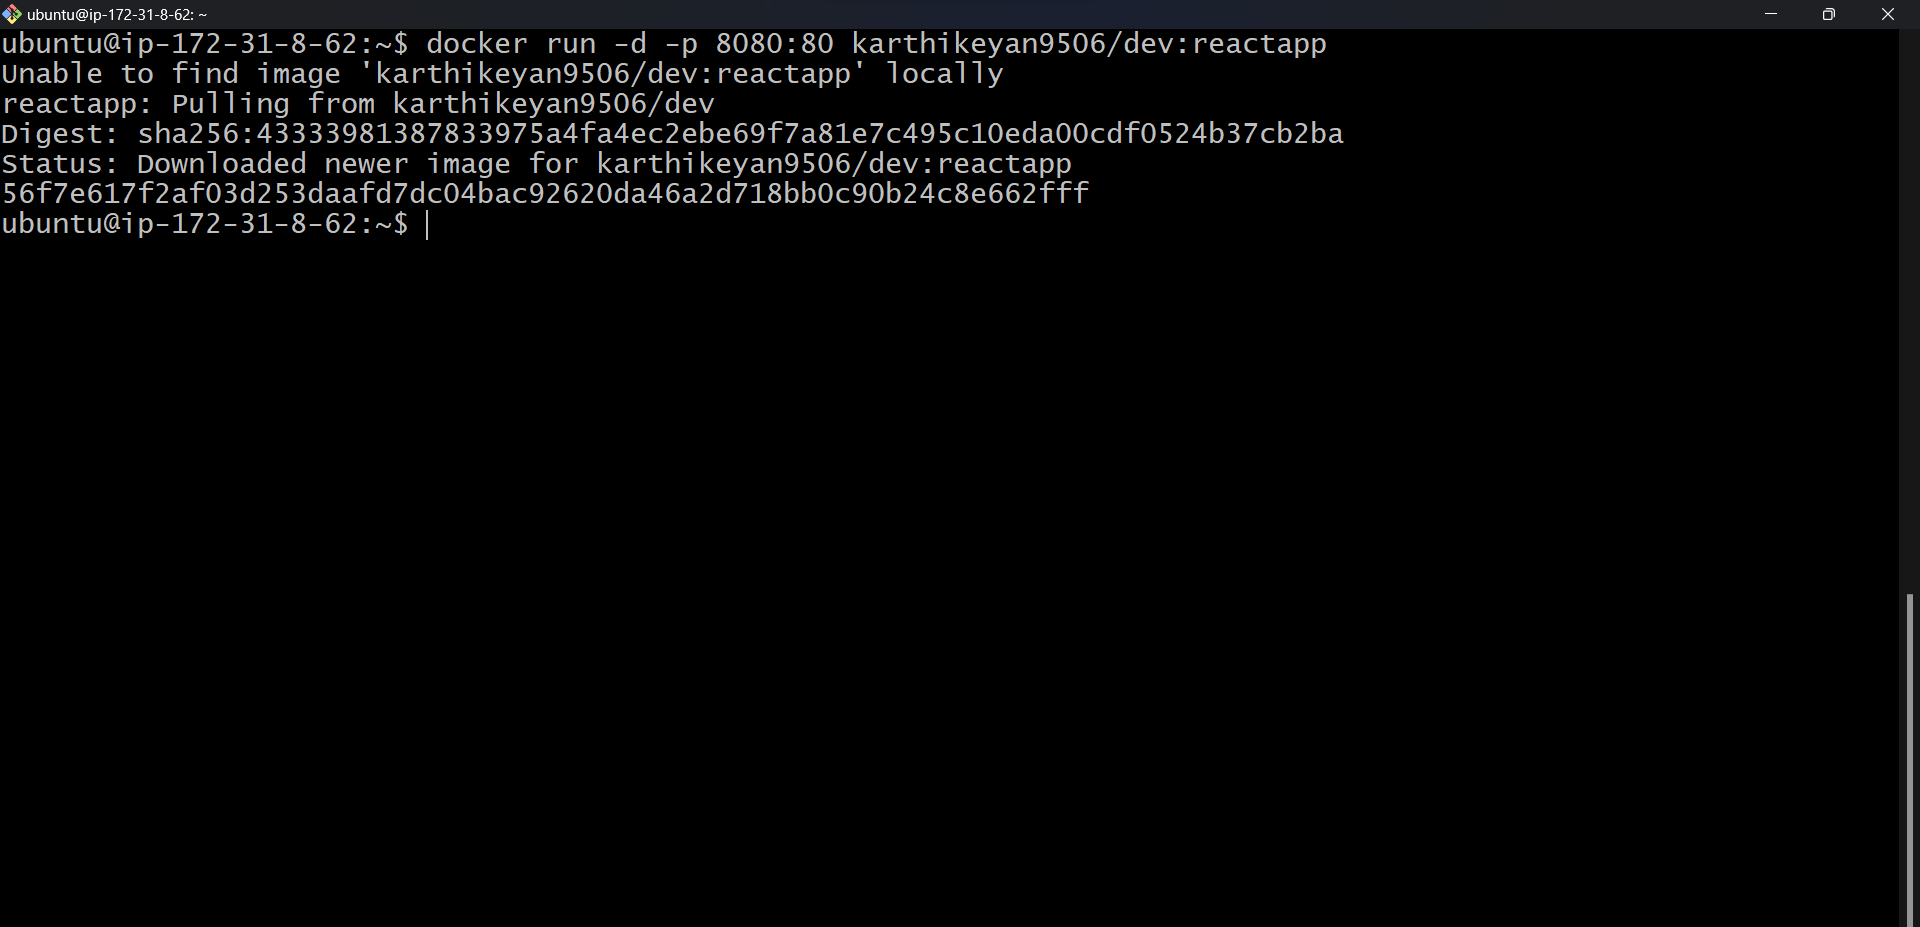 ubuntu@ip-172-31-8-62: ~
ubuntu@ip-172-31-8-62:~$ docker run -d -p 8080:80 karthikeyan9506/dev:reactapp
Unable to find image 'karthikeyan9506/dev:reactapp' locally
reactapp: Pulling from karthikeyan9506/dev
Digest: sha256:43333981387833975a4fa4ec2ebe69f7a81e7c495c10eda00cdf0524b37cb2ba
Status: Downloaded newer image for karthikeyan9506/dev:reactapp
56f7e617f2af03d253daafd7dc04bac92620da46a2d718bb0c90b24c8e662fff
ubuntu@ip-172-31-8-62:~$